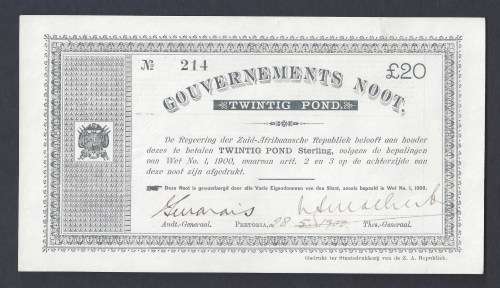 № 214
£20
GOUVERNEMENTS NOOT,
TWINTIG POND.
De Regeering der Zuid-Afrikaansche Republiek belooft aan houder
dezes te betalen TWINTIG POND Sterling, volgens de bepalingen
van Wet No. 1, 1900, waarvan artt. 2 en 3 op de achterzijde van
deze noot zijn afgedrukt.
Deze Noot is gewaarborgd door alle Vaste Eigendommen van den Staat, zooals bepaald in Wet No. 1, 1900.
Audt.-Generaal.
PRETORIA, 28
Thes.-Generaal.
Gedrukt ter Staatsdrukkerij van de Z. A. Republiek.